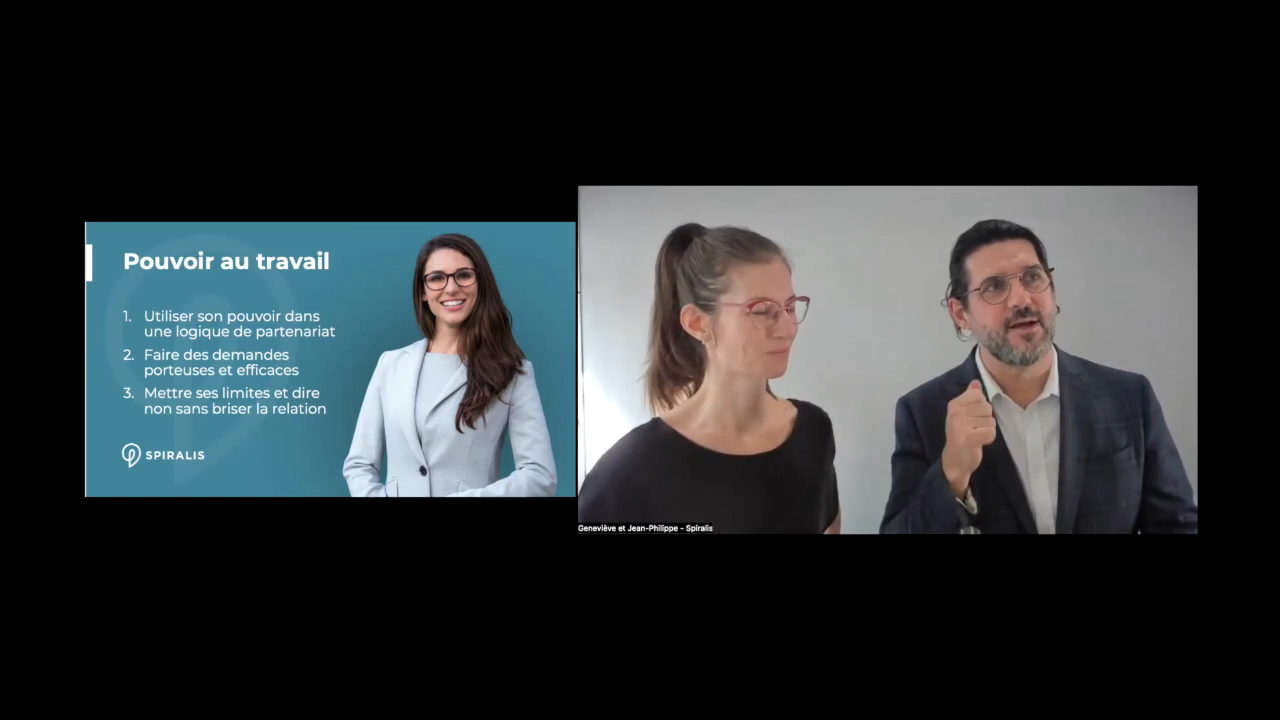 Pouvoir au travail
1. Utiliser son pouvoir dans
une logique de partenariat
2. Faire des demandes
porteuses et efficaces
3. Mettre ses limites et dire
non sans briser la relation
SPIRALIS
Geneviève et Jean-Philippe - Spiralis